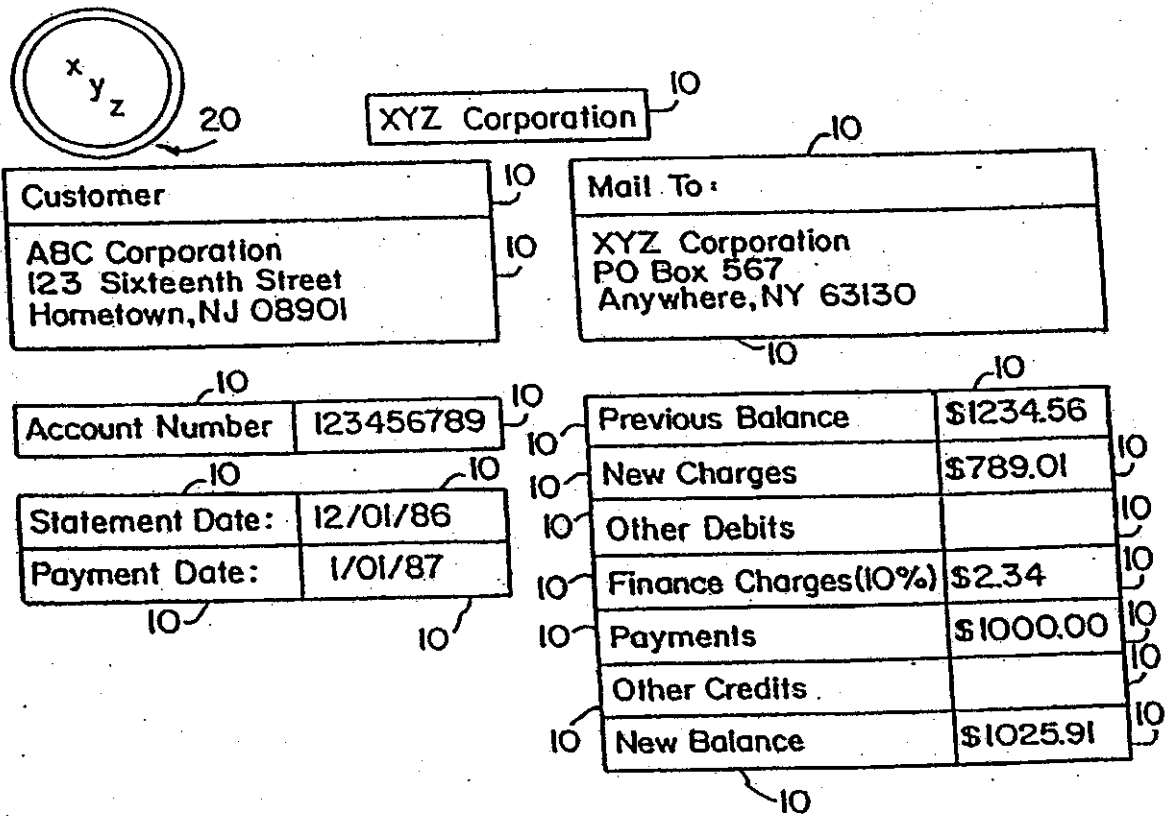 x
y
z
20
XYZ Corporation 10
10
Customer 10
ABC Corporation 10
123 Sixteenth Street
Hometown, NJ 08901
Mail To:
XYZ Corporation
PO Box 567
Anywhere, NY 63130
10
10
Account Number 123456789 10
10 10
Statement Date: 12/01/86
Payment Date: 1/01/87
10 10
10
10 Previous Balance $1234.56
10 New Charges $789.01 10
10 Other Debits 10
10 Finance Charges(10%) $2.34 10
10 Payments $1000.00 10
Other Credits 10
10 New Balance $1025.91 10
10